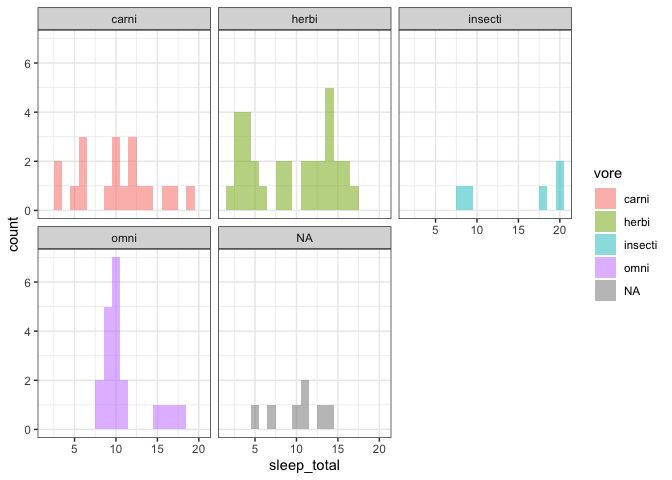 carni herbi insecti
6
4
2
0
5 10 15 20
omni NA
6
4
2
0
5 10 15 20 5 10 15 20
sleep_total
count
vore
carni
herbi
insecti
omni
NA